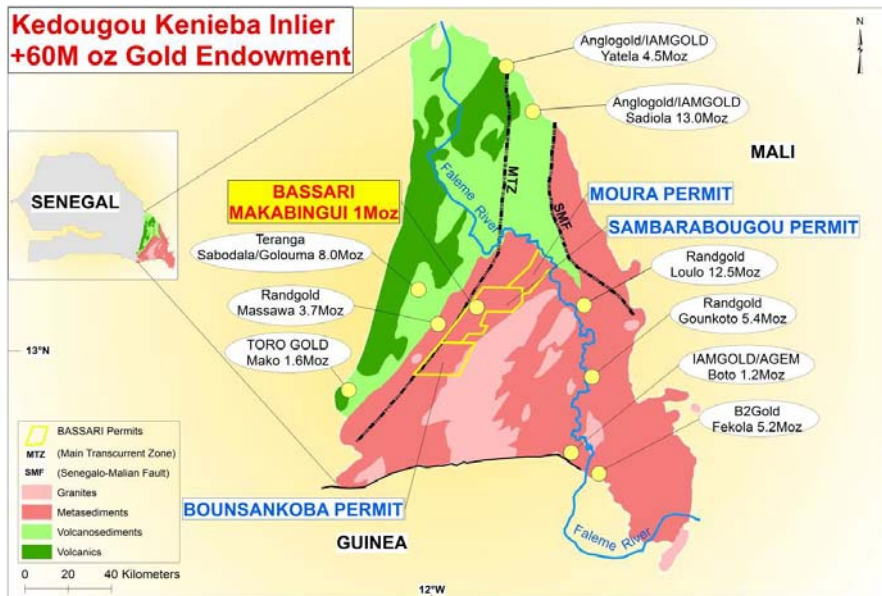 Kedougou Kenieba Inlier
+60M oz Gold Endowment
N
Anglogold/IAMGOLD
Yatela 4.5Moz
Anglogold/IAMGOLD
Sadiola 13.0Moz
MALI
SENEGAL
Faleme River
MTZ
SMF
BASSARI
MAKABINGUI 1Moz
MOURA PERMIT
SAMBARABOUGOU PERMIT
Teranga
Sabodala/Golouma 8.0Moz
Randgold
Massawa 3.7Moz
TORO GOLD
Mako 1.6Moz
Randgold
Loulo 12.5Moz
Randgold
Gounkoto 5.4Moz
IAMGOLD/AGEM
Boto 1.2Moz
B2Gold
Fekola 5.2Moz
13°N
BASSARI Permits
MTZ (Main Transcurrent Zone)
SMF (Senegalo-Malian Fault)
Granites
Metasediments
Volcanosediments
Volcanics
0 20 40 Kilometers
BOUNSANKOBA PERMIT
GUINEA
Faleme River
12°W